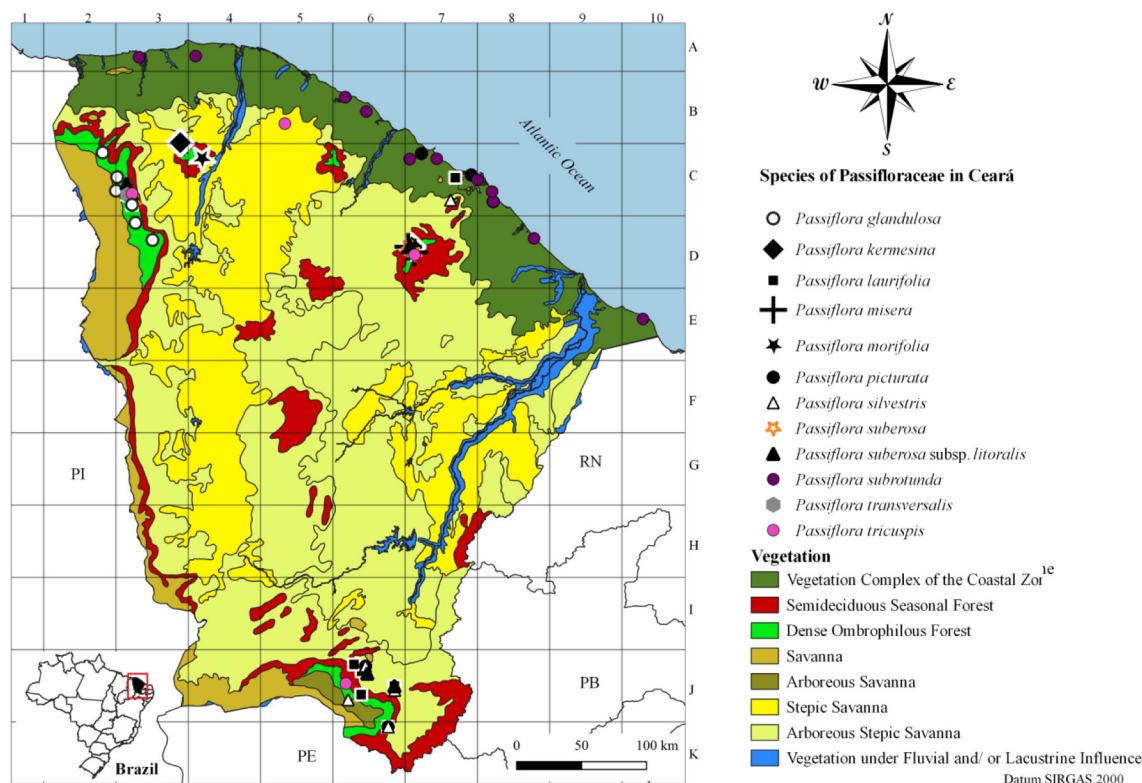 1 2 3 4 5 6 7 8 9 10
A
B
C
D
E
F
G
H
I
J
K
Atlantic Ocean
PI
RN
PB
PE
Brazil
0 50 100 km
N
W E
S
Species of Passifloraceae in Ceará
Passiflora glandulosa
Passiflora kermesina
Passiflora laurifolia
Passiflora misera
Passiflora morifolia
Passiflora picturata
Passiflora silvestris
Passiflora suberosa
Passiflora suberosa subsp. litoralis
Passiflora subrotunda
Passiflora transversalis
Passiflora tricuspis
Vegetation
Vegetation Complex of the Coastal Zone
Semideciduous Seasonal Forest
Dense Ombrophilous Forest
Savanna
Arboreous Savanna
Stepic Savanna
Arboreous Stepic Savanna
Vegetation under Fluvial and/ or Lacustrine Influence
Datum SIRGAS 2000